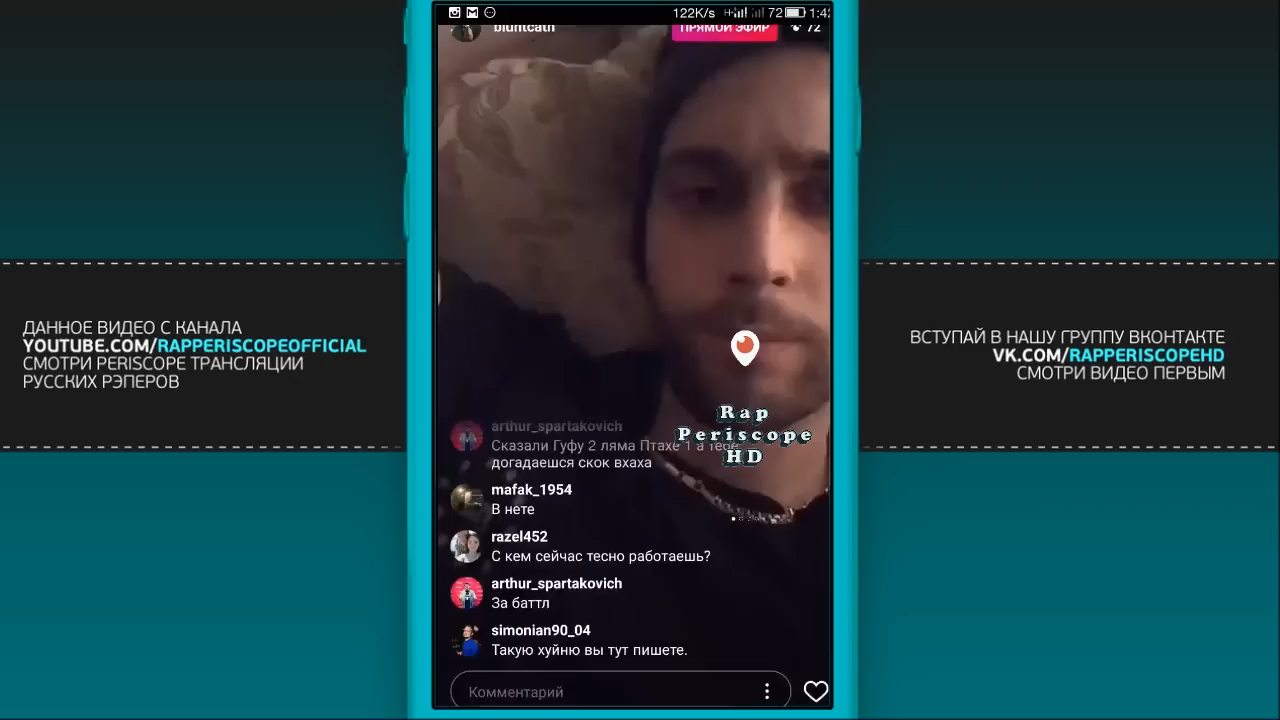 122K/s
72
1:42
bluntcath
ПРЯМОЙ ЭФИР
72
ДАННОЕ ВИДЕО С КАНАЛА
YOUTUBE.COM/RAPPERISCOPEOFFICIAL
СМОТРИ PERISCOPE ТРАНСЛЯЦИИ
РУССКИХ РЭПЕРОВ
ВСТУПАЙ В НАШУ ГРУППУ ВКОНТАКТЕ
VK.COM/RAPPERISCOPEHD
СМОТРИ ВИДЕО ПЕРВЫМ
Rap
Periscope
HD
arthur_spartakovich
Сказали Гуфу 2 ляма Птахе 1 а тебе
догадаешся скок вхаха
mafak_1954
В нете
razel452
С кем сейчас тесно работаешь?
arthur_spartakovich
За баттл
simonian90_04
Такую хуйню вы тут пишете.
Комментарий